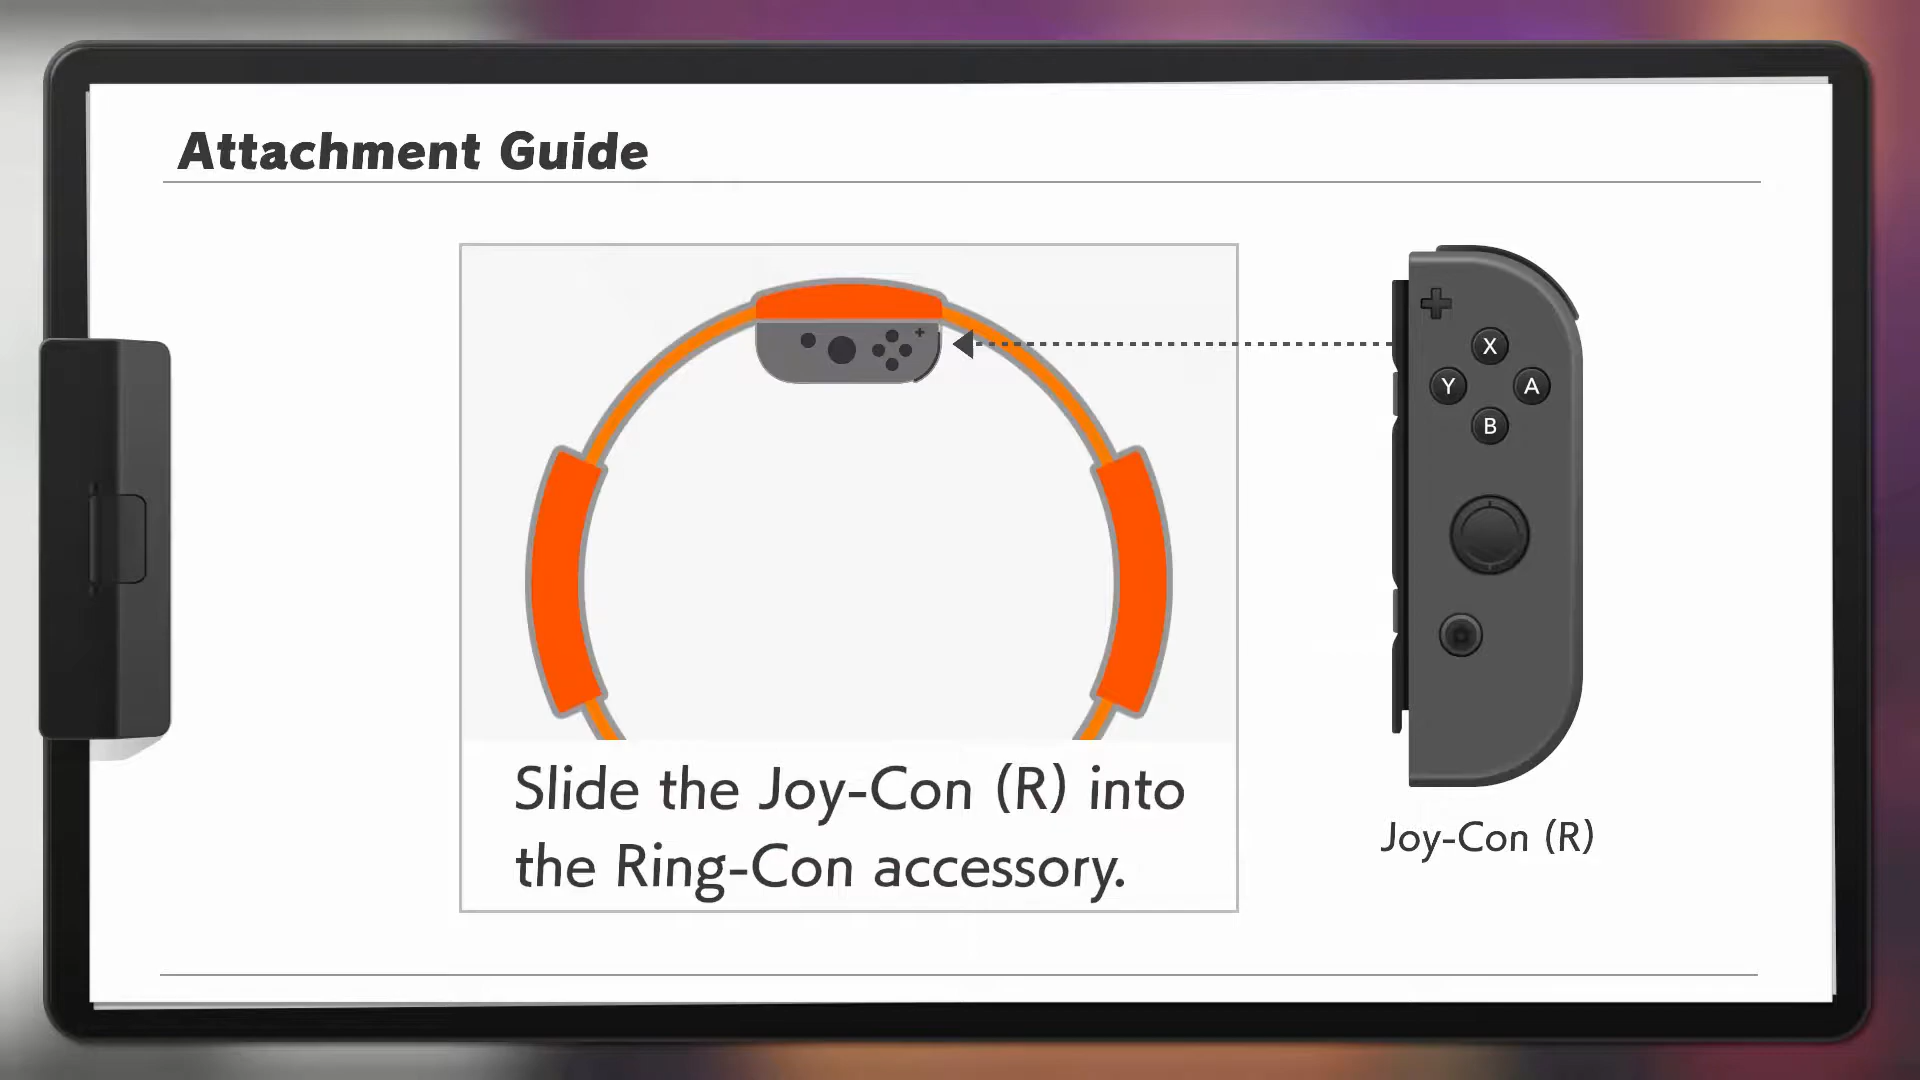 Attachment Guide
X
Y
A
B
Slide the Joy-Con (R) into
the Ring-Con accessory.
Joy-Con (R)